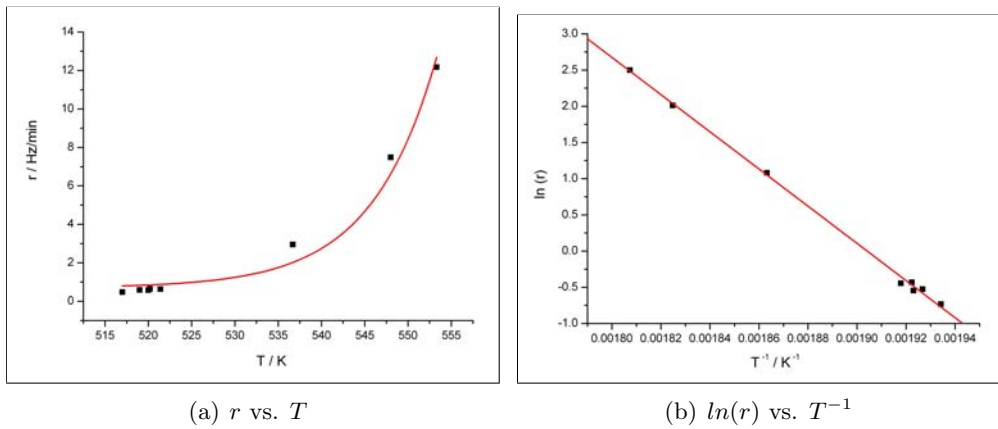 14
12
10
8
6
4
2
0
r / Hz/min
515 520 525 530 535 540 545 550 555
T / K
3.0
2.5
2.0
1.5
1.0
0.5
0.0
-0.5
-1.0
ln (r)
0.00180 0.00182 0.00184 0.00186 0.00188 0.00190 0.00192 0.00194
T⁻¹ / K⁻¹
(a) r vs. T
(b) ln(r) vs. T⁻¹